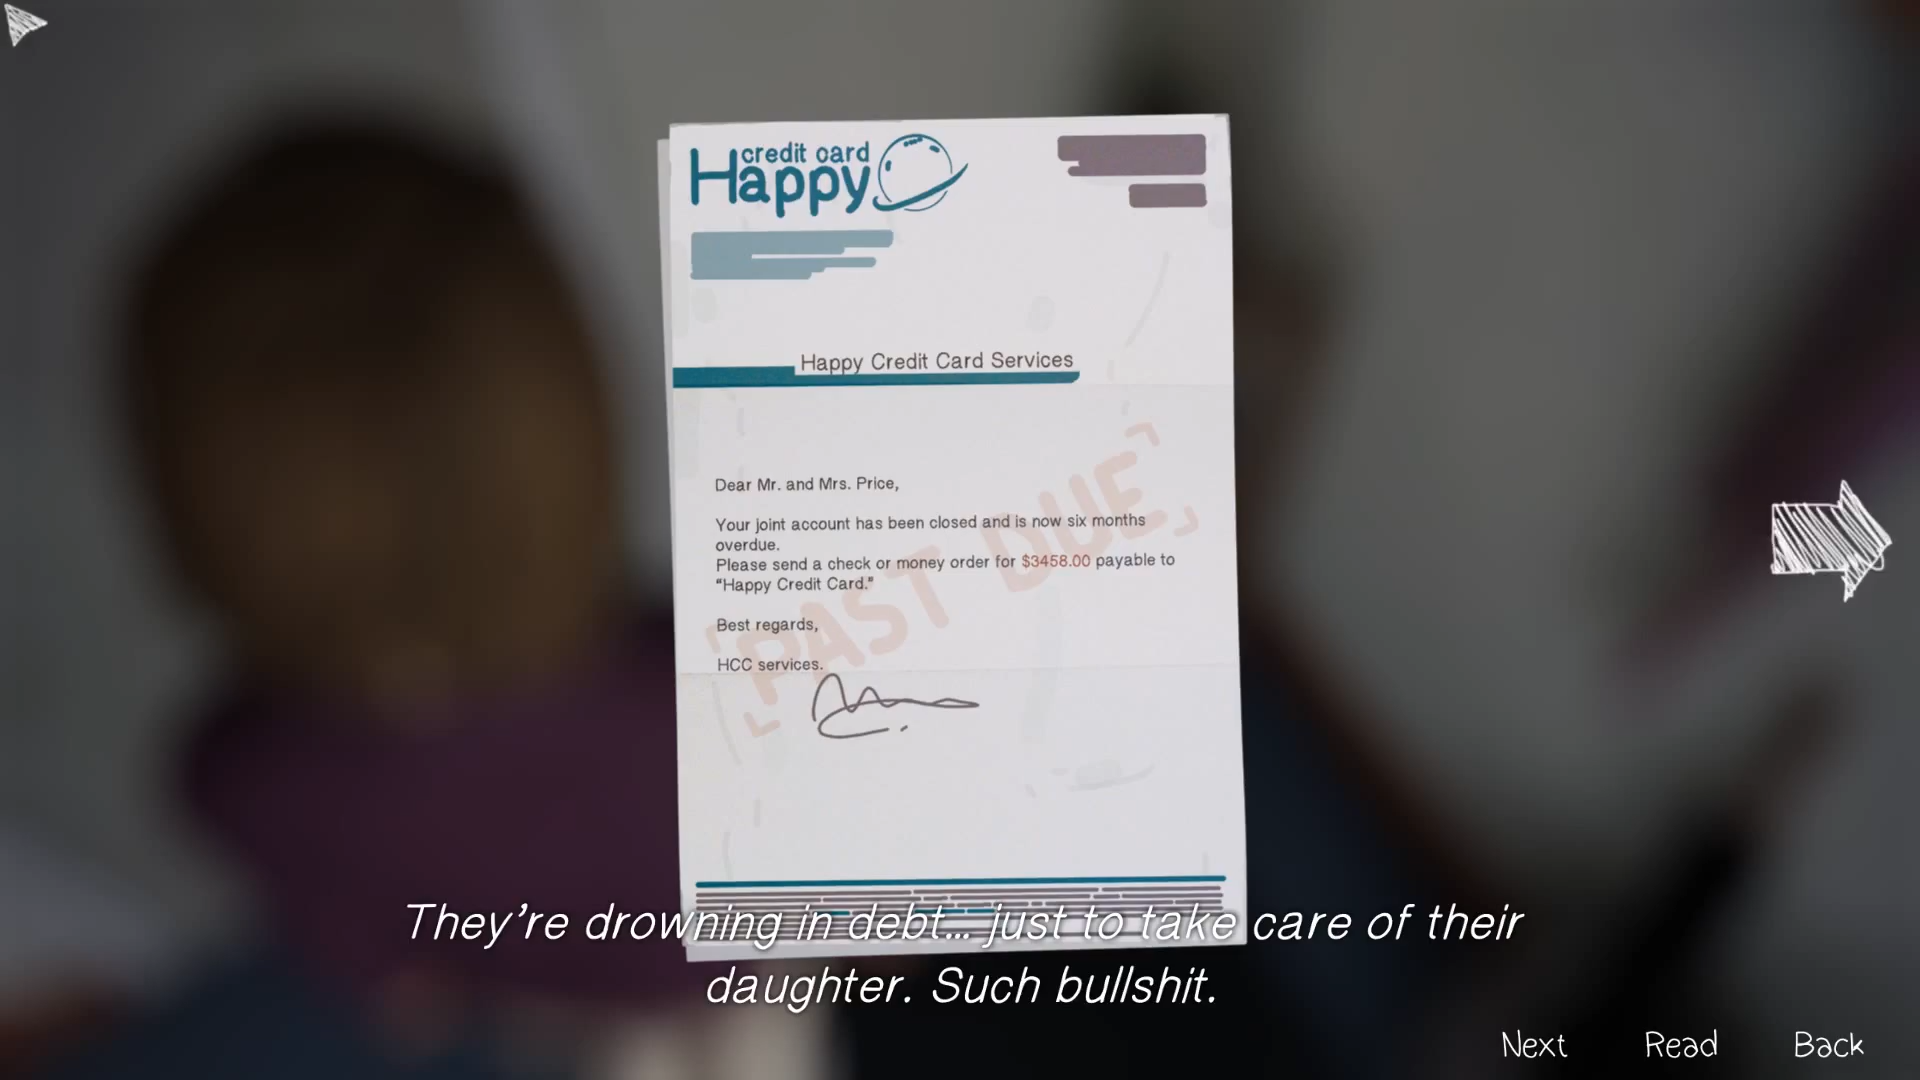 credit card
Happy
Happy Credit Card Services
Dear Mr. and Mrs. Price,
Your joint account has been closed and is now six months
overdue.
Please send a check or money order for $3458.00 payable to
“Happy Credit Card.”
PAST DUE
Best regards,
HCC services.
They’re drowning in debt... just to take care of their
daughter. Such bullshit.
Next Read Back